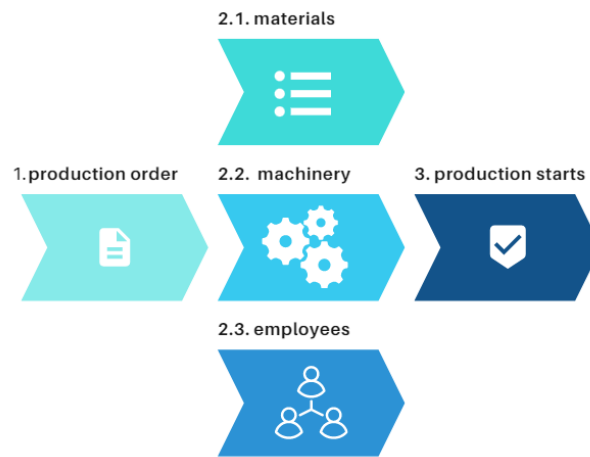 2.1. materials
1.production order
2.2. machinery
3. production starts
2.3. employees